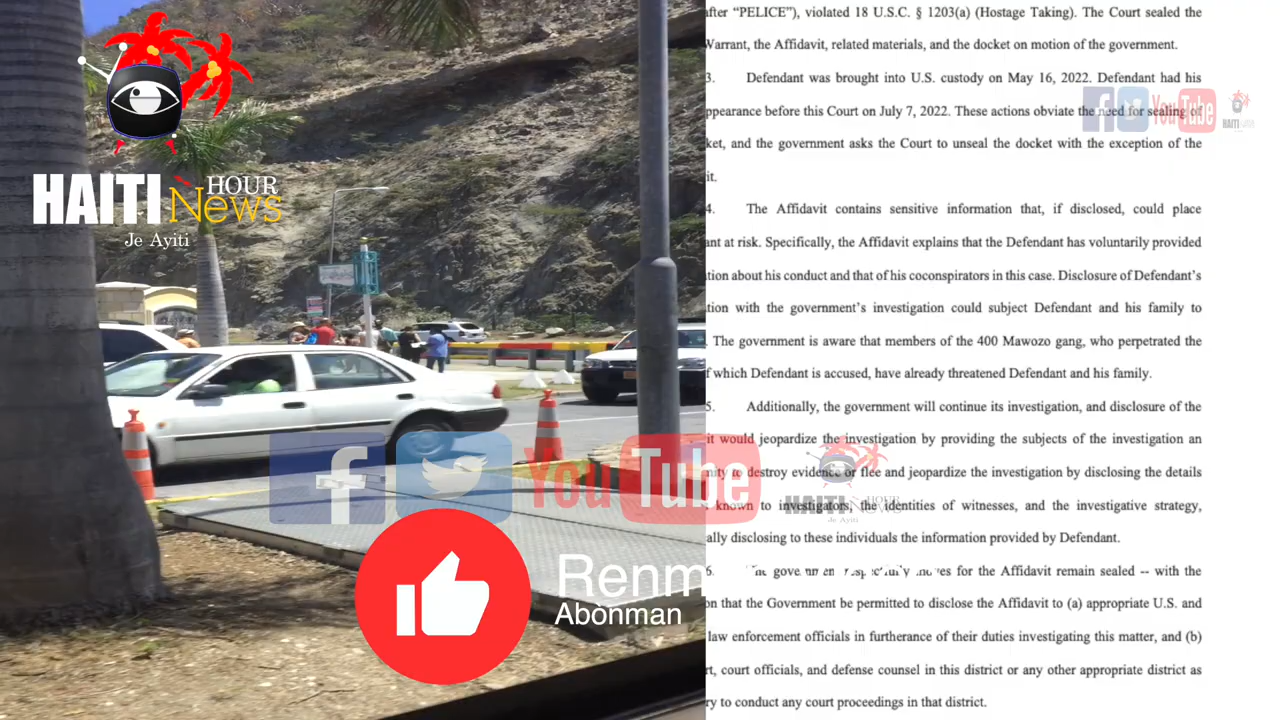 HAITI
HOUR
News
Je Ayiti
after “PELICE”), violated 18 U.S.C. § 1203(a) (Hostage Taking). The Court sealed the
Warrant, the Affidavit, related materials, and the docket on motion of the government.
3. Defendant was brought into U.S. custody on May 16, 2022. Defendant had his
appearance before this Court on July 7, 2022. These actions obviate the need for sealing of
ket, and the government asks the Court to unseal the docket with the exception of the
it.
4. The Affidavit contains sensitive information that, if disclosed, could place
ant at risk. Specifically, the Affidavit explains that the Defendant has voluntarily provided
tion about his conduct and that of his coconspirators in this case. Disclosure of Defendant’s
tion with the government’s investigation could subject Defendant and his family to
. The government is aware that members of the 400 Mawozo gang, who perpetrated the
f which Defendant is accused, have already threatened Defendant and his family.
5. Additionally, the government will continue its investigation, and disclosure of the
it would jeopardize the investigation by providing the subjects of the investigation an
nity to destroy evidence or flee and jeopardize the investigation by disclosing the details
known to investigators, the identities of witnesses, and the investigative strategy,
ally disclosing to these individuals the information provided by Defendant.
6. The government respectfully moves for the Affidavit remain sealed -- with the
on that the Government be permitted to disclose the Affidavit to (a) appropriate U.S. and
law enforcement officials in furtherance of their duties investigating this matter, and (b)
rt, court officials, and defense counsel in this district or any other appropriate district as
ry to conduct any court proceedings in that district.
YouTube
HAITI
HOUR
News
YouTube
Renm
Abonman